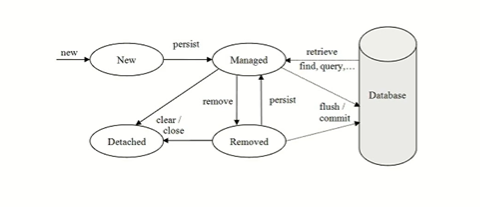 new
New
persist
Managed
retrieve
find, query,...
Database
remove
persist
flush /
commit
clear /
close
Detached
Removed